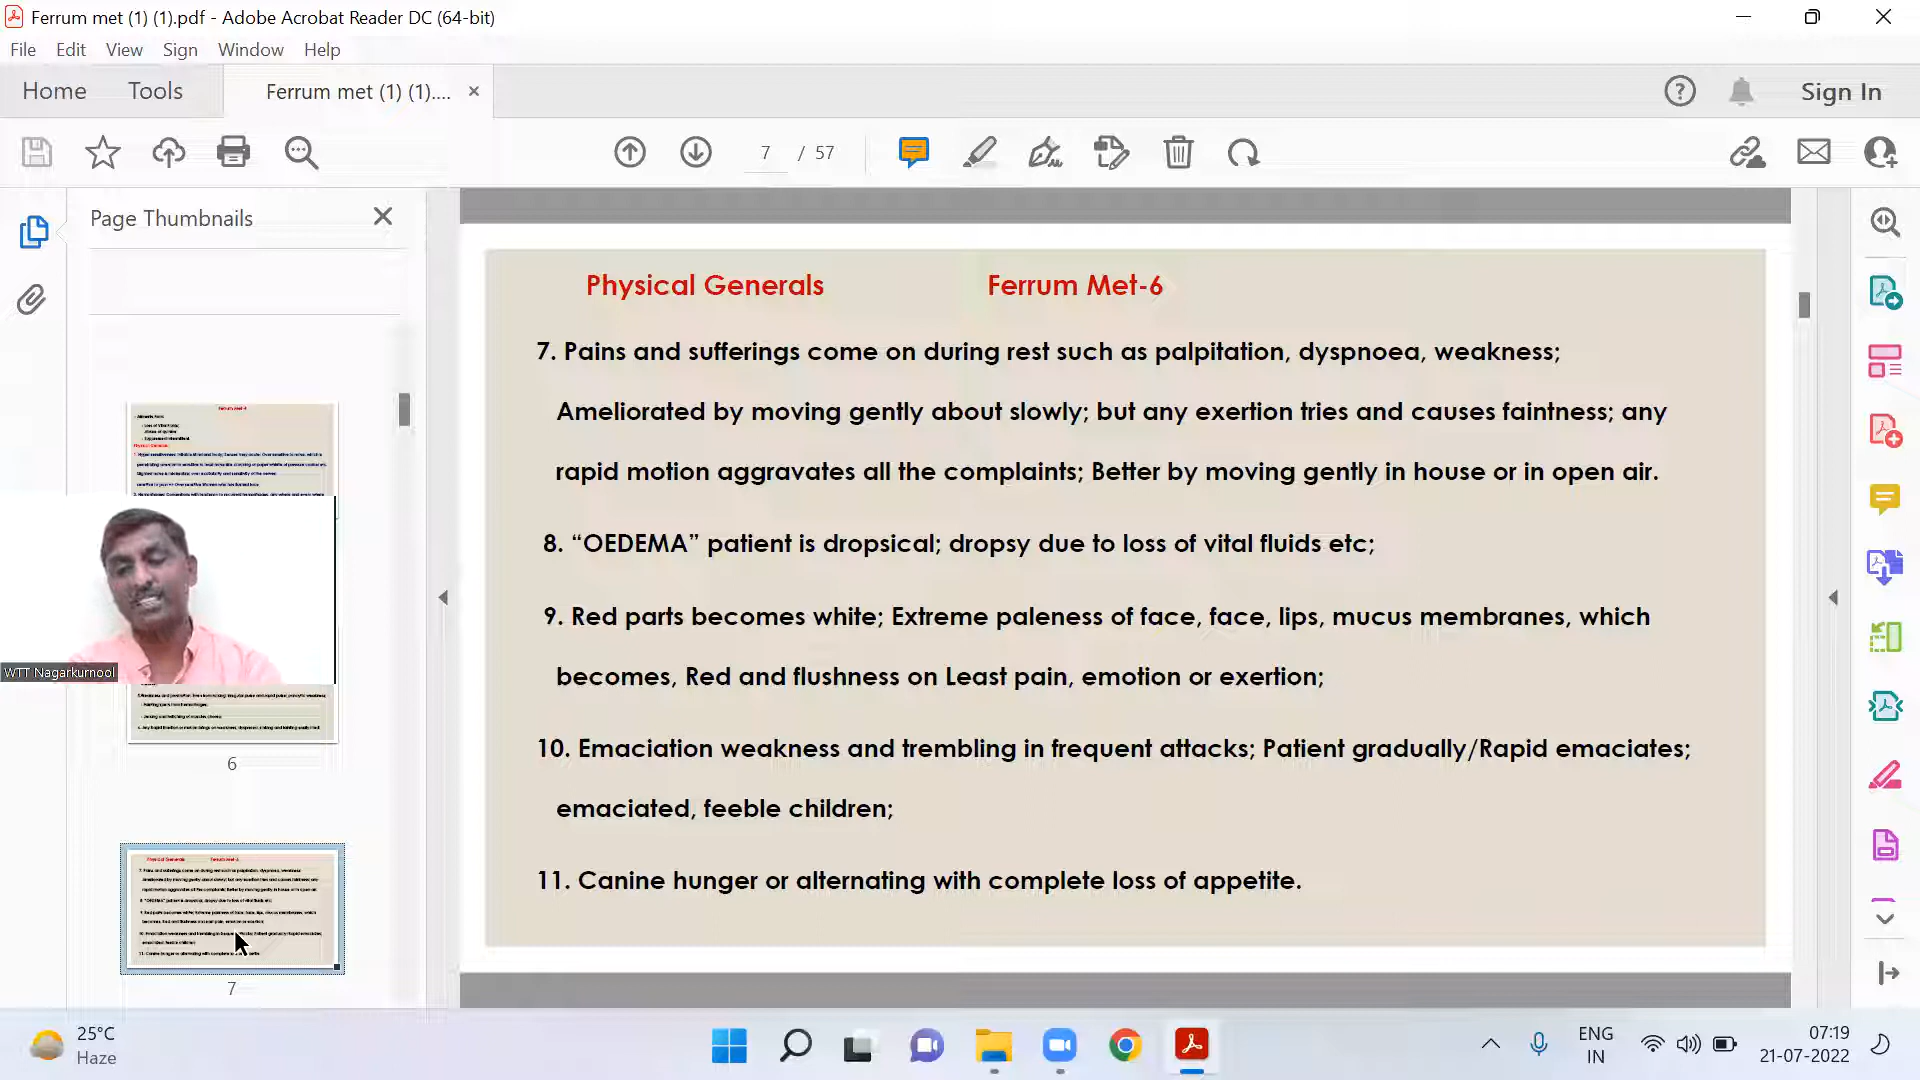 Ferrum met (1) (1).pdf - Adobe Acrobat Reader DC (64-bit)
File Edit View Sign Window Help
Home Tools Ferrum met (1) (1).... Sign In
7 / 57
Page Thumbnails
Physical Generals Ferrum Met-6
7. Pains and sufferings come on during rest such as palpitation, dyspnoea, weakness;
Ameliorated by moving gently about slowly; but any exertion tries and causes faintness; any
rapid motion aggravates all the complaints; Better by moving gently in house or in open air.
8. “OEDEMA” patient is dropsical; dropsy due to loss of vital fluids etc;
9. Red parts becomes white; Extreme paleness of face, face, lips, mucus membranes, which
becomes, Red and flushness on Least pain, emotion or exertion;
10. Emaciation weakness and trembling in frequent attacks; Patient gradually/Rapid emaciates;
emaciated, feeble children;
11. Canine hunger or alternating with complete loss of appetite.
WTT Nagarkurnool
6
7
25°C
Haze
ENG
IN
07:19
21-07-2022